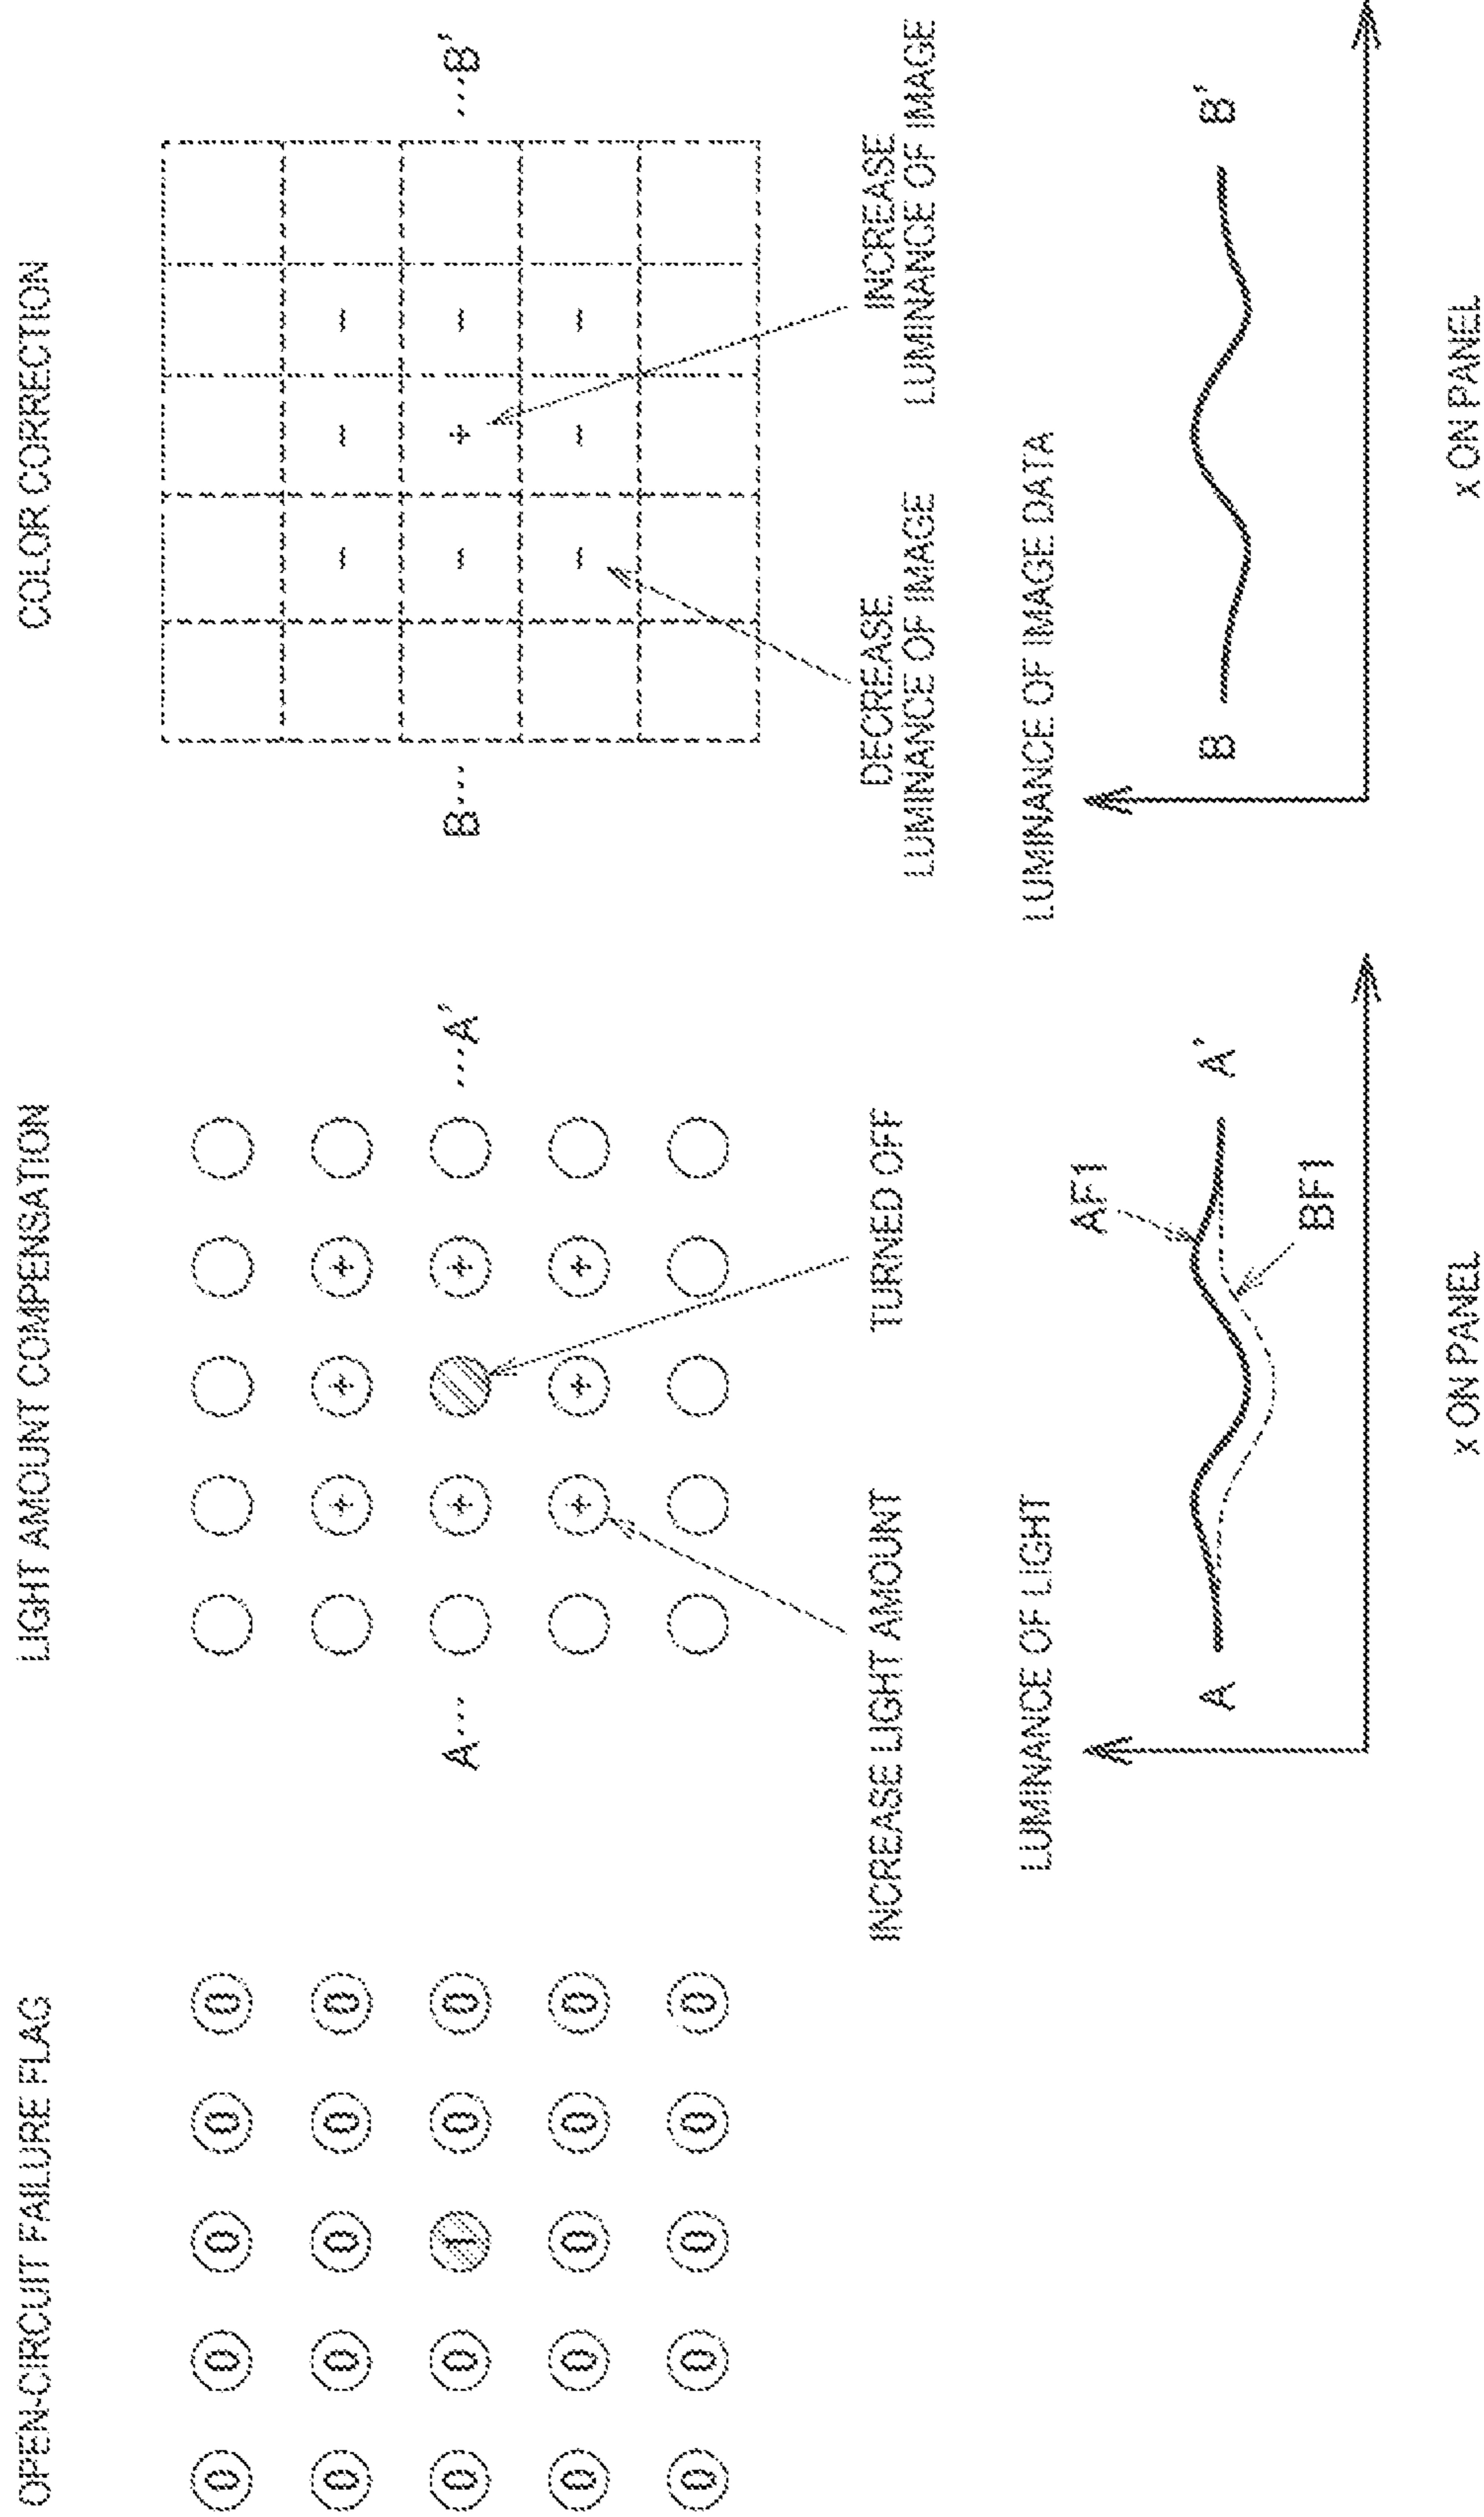 OPEN-CIRCUIT FAILURE FLAG
0 0 0 0 0
0 0 0 0 0
0 0 1 0 0
0 0 0 0 0
0 0 0 0 0
LIGHT AMOUNT COMPENSATION
+ + +
A + + A'
+ + +
INCREASE LIGHT AMOUNT
TURNED OFF
LUMINANCE OF LIGHT
AF1
A A'
BF1
x ON PANEL
COLOR CORRECTION
- - -
B - + - B'
- - -
DECREASE
LUMINANCE OF IMAGE
INCREASE
LUMINANCE OF IMAGE
LUMINANCE OF IMAGE DATA
B B'
x ON PANEL